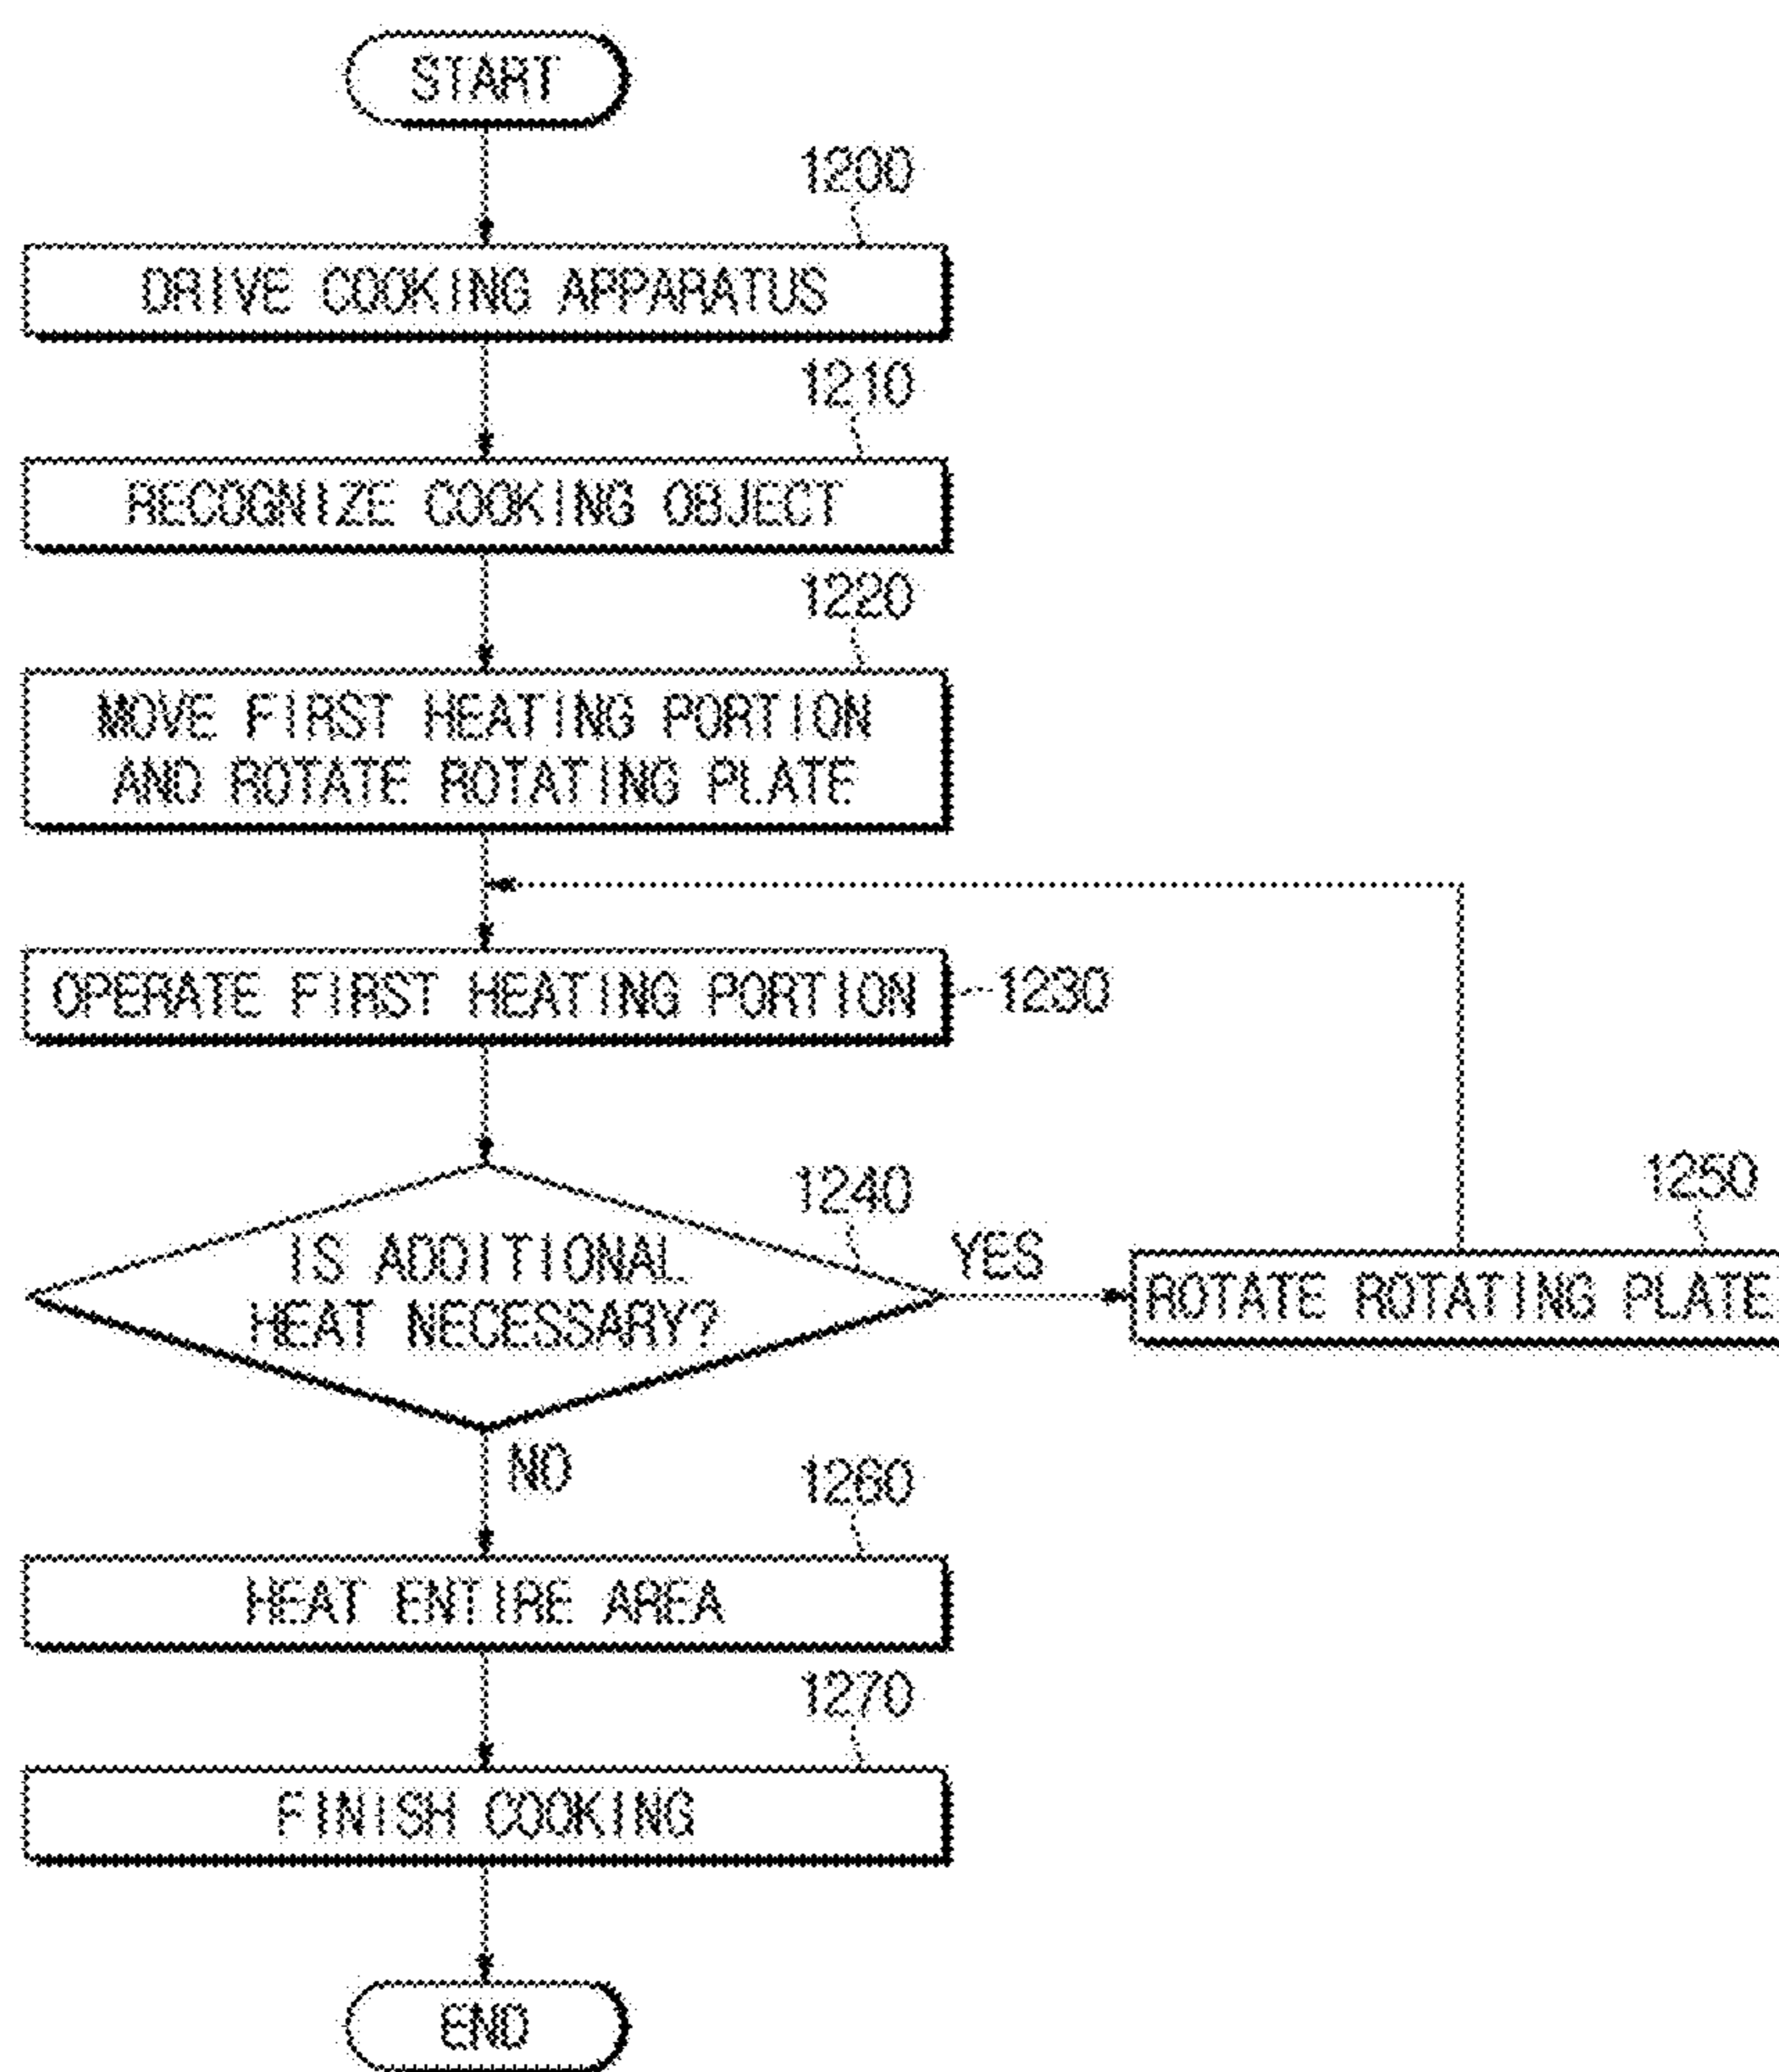 START
1200
DRIVE COOKING APPARATUS
1210
RECOGNIZE COOKING OBJECT
1220
MOVE FIRST HEATING PORTION
AND ROTATE ROTATING PLATE
OPERATE FIRST HEATING PORTION
1230
1240
IS ADDITIONAL
HEAT NECESSARY?
YES
1250
ROTATE ROTATING PLATE
NO
1260
HEAT ENTIRE AREA
1270
FINISH COOKING
END